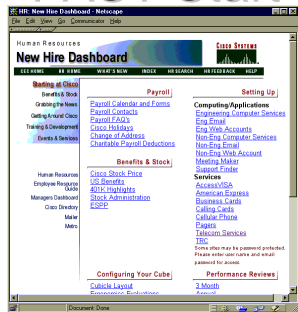 HR: New Hire Dashboard - Netscape
File Edit View Go Communicator Help
Human Resources
New Hire Dashboard
CISCO SYSTEMS
CEE HOME HR HOME WHAT'S NEW INDEX HR SEARCH HR FEEDBACK HELP
Starting at Cisco
Benefits & Stock
Grabbing the News
Getting Around Cisco
Training & Development
Events & Services
Human Resources
Employee Resource
Guide
Managers Dashboard
Cisco Directory
Mailer
Metro
Payroll
Payroll Calendar and Forms
Payroll Contacts
Payroll FAQ's
Cisco Holidays
Change of Address
Charitable Payroll Deductions
Benefits & Stock
Cisco Stock Price
US Benefits
401K Highlights
Stock Administration
ESPP
Configuring Your Cube
Cubicle Layout
Ergonomics Evaluations
Setting Up
Computing/Applications
Engineering Computer Services
Eng Email
Eng Web Accounts
Non-Eng Computer Services
Non-Eng Email
Non-Eng Web Account
Meeting Maker
Support Finder
Services
AccessVISA
American Express
Business Cards
Calling Cards
Cellular Phone
Pagers
Telecom Services
TRC
Some sites may be password protected.
Please enter user name and email
password for access.
Performance Reviews
3 Month
Annual
Document: Done